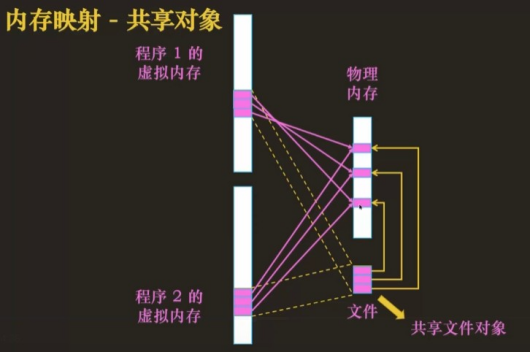 内存映射 - 共享对象
程序 1 的
虚拟内存
物理
内存
程序 2 的
虚拟内存
文件
共享文件对象